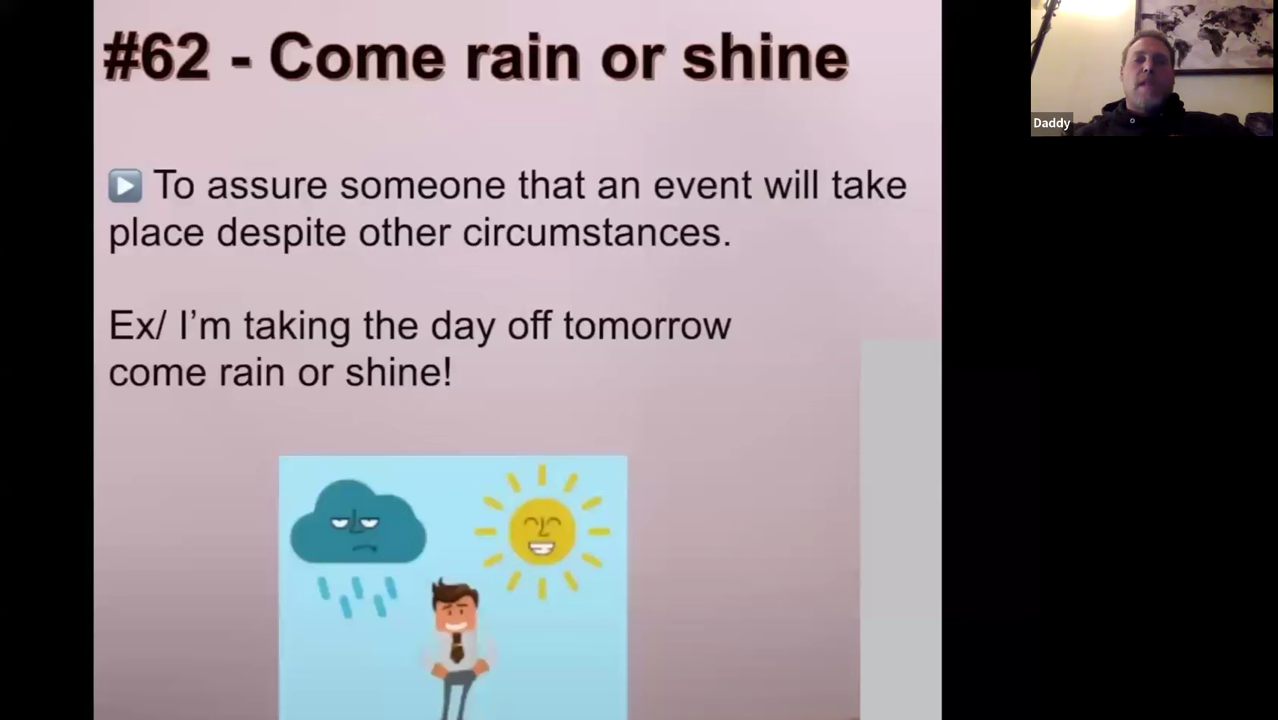 #62 - Come rain or shine
To assure someone that an event will take
place despite other circumstances.
Ex/ I'm taking the day off tomorrow
come rain or shine!
Daddy